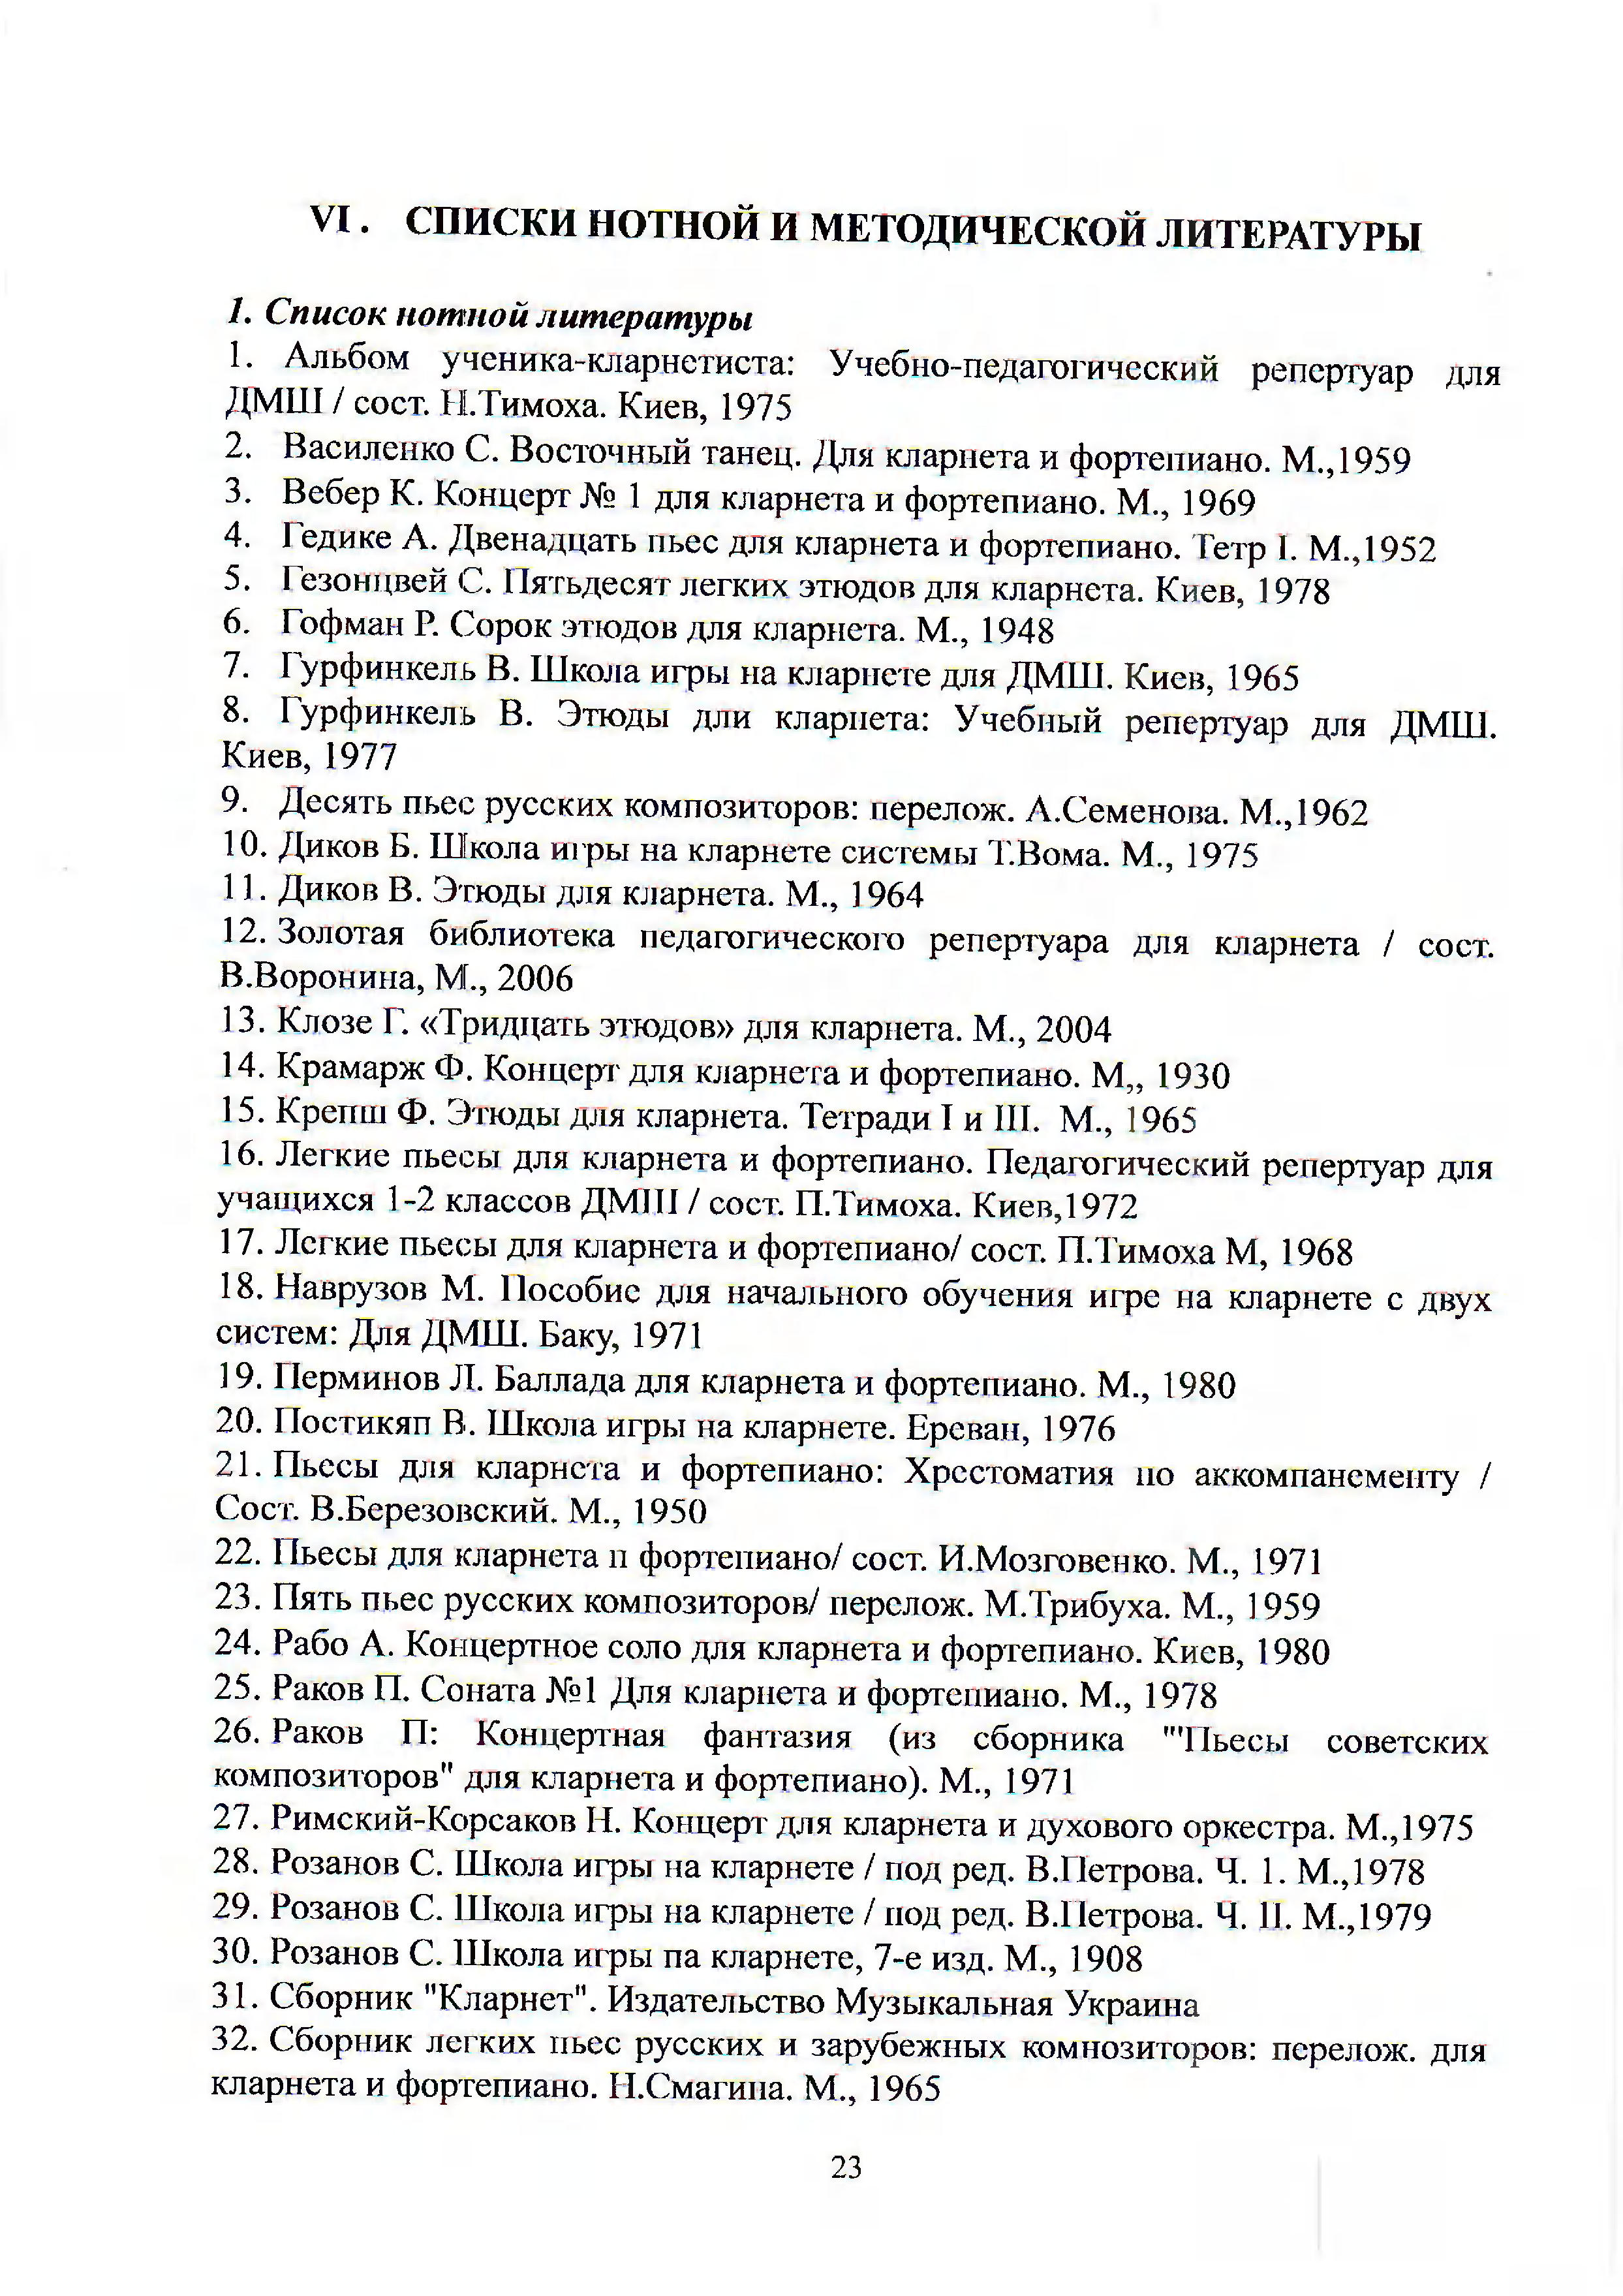 VI. СПИСКИ НОТНОЙ И МЕТОДИЧЕСКОЙ ЛИТЕРАТУРЫ
1. Список нотной литературы
1. Альбом ученика-кларнетиста: Учебно-педагогический репертуар для
ДМШ / сост. Н.Тимоха. Киев, 1975
2. Василенко С. Восточный танец. Для кларнета и фортепиано. М.,1959
3. Вебер К. Концерт № 1 для кларнета и фортепиано. М., 1969
4. Гедике А. Двенадцать пьес для кларнета и фортепиано. Тетр I. М.,1952
5. Гезонцвей С. Пятьдесят легких этюдов для кларнета. Киев, 1978
6. Гофман Р. Сорок этюдов для кларнета. М., 1948
7. Гурфинкель В. Школа игры на кларнете для ДМШ. Киев, 1965
8. Гурфинкель В. Этюды дли кларнета: Учебный репертуар для ДМШ.
Киев, 1977
9. Десять пьес русских композиторов: перелож. А.Семенова. М.,1962
10. Диков Б. Школа игры на кларнете системы Т.Вома. М., 1975
11. Диков В. Этюды для кларнета. М., 1964
12. Золотая библиотека педагогического репертуара для кларнета / сост.
В.Воронина, М., 2006
13. Клозе Г. «Тридцать этюдов» для кларнета. М., 2004
14. Крамарж Ф. Концерт для кларнета и фортепиано. М,, 1930
15. Крепш Ф. Этюды для кларнета. Тетради I и III. М., 1965
16. Легкие пьесы для кларнета и фортепиано. Педагогический репертуар для
учащихся 1-2 классов ДМШ / сост. П.Тимоха. Киев,1972
17. Легкие пьесы для кларнета и фортепиано/ сост. П.Тимоха М, 1968
18. Наврузов М. Пособие для начального обучения игре на кларнете с двух
систем: Для ДМШ. Баку, 1971
19. Перминов Л. Баллада для кларнета и фортепиано. М., 1980
20. Постикяп В. Школа игры на кларнете. Ереван, 1976
21. Пьесы для кларнета и фортепиано: Хрестоматия по аккомпанементу /
Сост. В.Березовский. М., 1950
22. Пьесы для кларнета п фортепиано/ сост. И.Мозговенко. М., 1971
23. Пять пьес русских композиторов/ перелож. М.Трибуха. М., 1959
24. Рабо А. Концертное соло для кларнета и фортепиано. Киев, 1980
25. Раков П. Соната №1 Для кларнета и фортепиано. М., 1978
26. Раков П: Концертная фантазия (из сборника "'Пьесы советских
композиторов" для кларнета и фортепиано). М., 1971
27. Римский-Корсаков Н. Концерт для кларнета и духового оркестра. М.,1975
28. Розанов С. Школа игры на кларнете / под ред. В.Петрова. Ч. 1. М.,1978
29. Розанов С. Школа игры на кларнете / под ред. В.Петрова. Ч. II. М.,1979
30. Розанов С. Школа игры па кларнете, 7-е изд. М., 1908
31. Сборник "Кларнет". Издательство Музыкальная Украина
32. Сборник легких пьес русских и зарубежных композиторов: перелож. для
кларнета и фортепиано. Н.Смагина. М., 1965
23